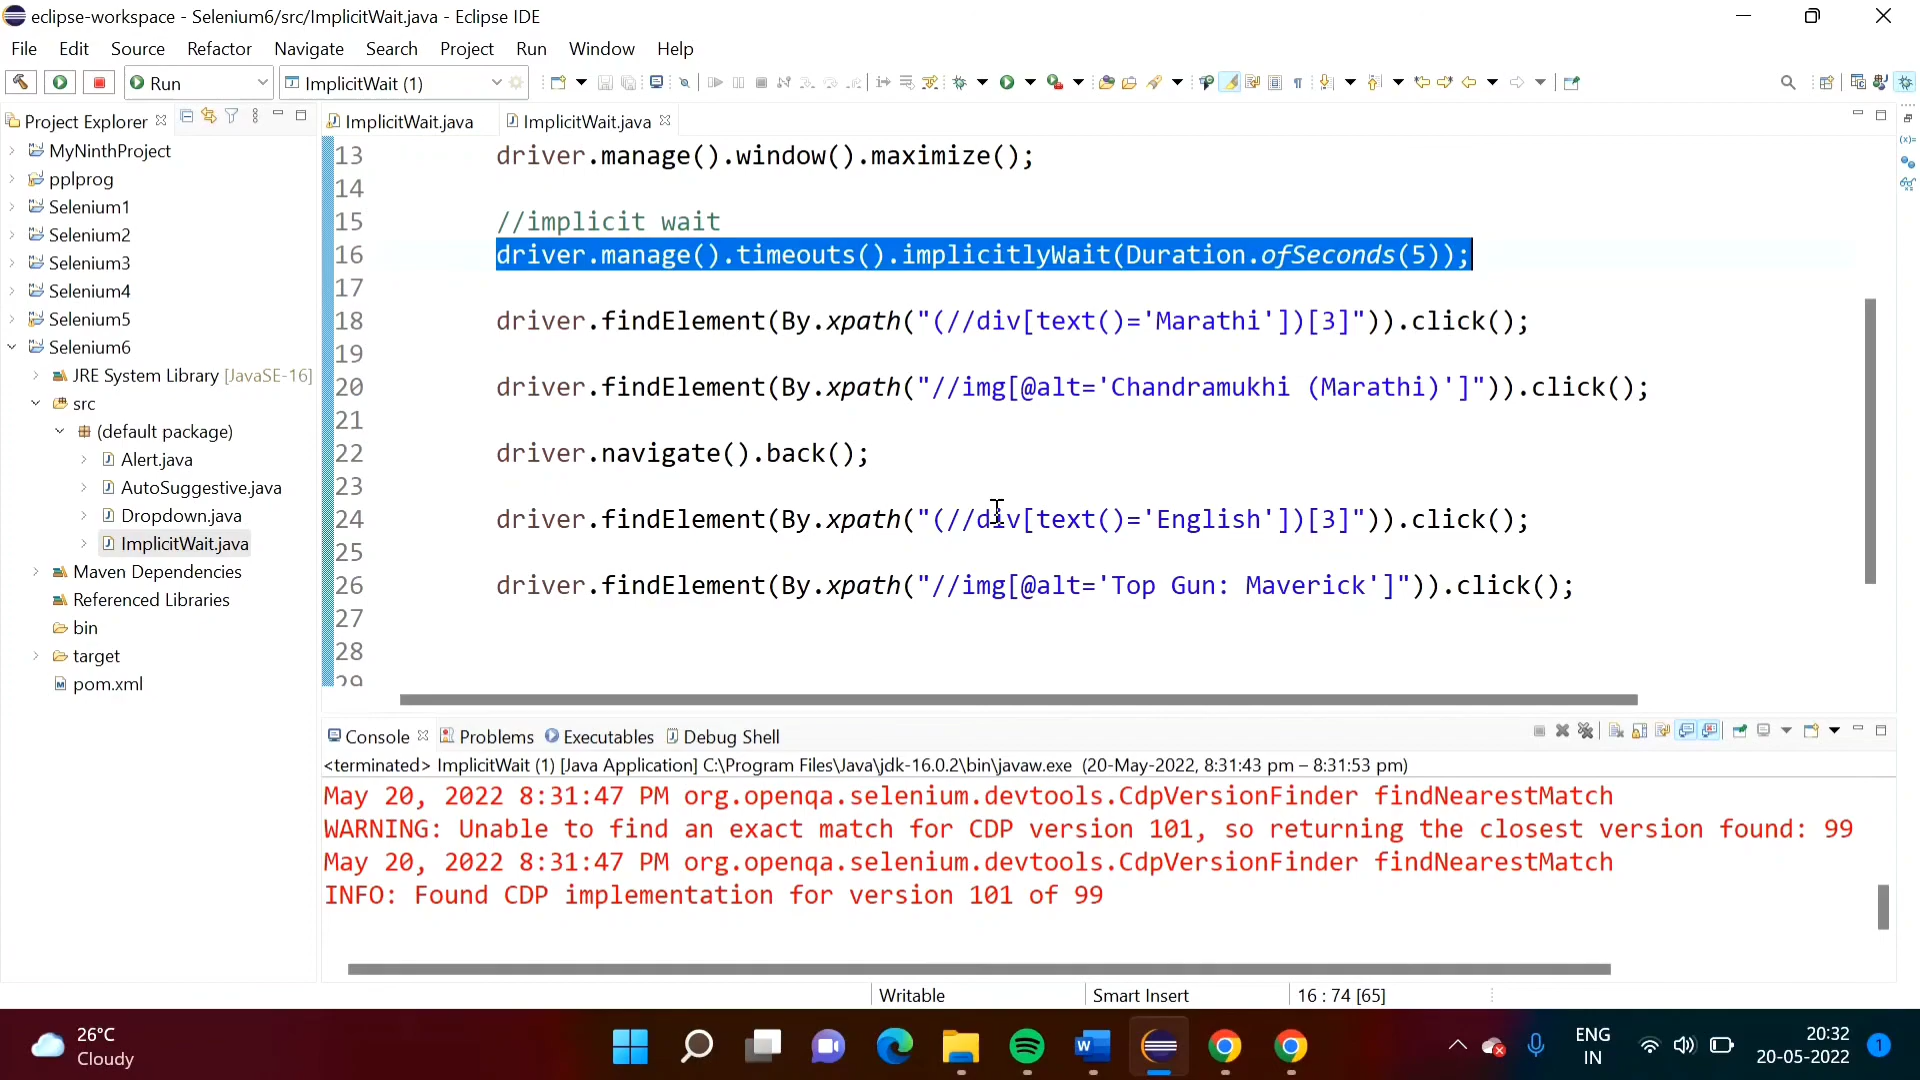 eclipse-workspace - Selenium6/src/ImplicitWait.java - Eclipse IDE
File Edit Source Refactor Navigate Search Project Run Window Help
Run ImplicitWait (1)
Project Explorer
MyNinthProject
pplprog
Selenium1
Selenium2
Selenium3
Selenium4
Selenium5
Selenium6
JRE System Library [JavaSE-16]
src
(default package)
Alert.java
AutoSuggestive.java
Dropdown.java
ImplicitWait.java
Maven Dependencies
Referenced Libraries
bin
target
pom.xml
ImplicitWait.java ImplicitWait.java
13 driver.manage().window().maximize();
14
15 //implicit wait
16 driver.manage().timeouts().implicitlyWait(Duration.ofSeconds(5));
17
18 driver.findElement(By.xpath("(//div[text()='Marathi'])[3]")).click();
19
20 driver.findElement(By.xpath("//img[@alt='Chandramukhi (Marathi)']")).click();
21
22 driver.navigate().back();
23
24 driver.findElement(By.xpath("(//div[text()='English'])[3]")).click();
25
26 driver.findElement(By.xpath("//img[@alt='Top Gun: Maverick']")).click();
27
28
29
Console Problems Executables Debug Shell
<terminated> ImplicitWait (1) [Java Application] C:\Program Files\Java\jdk-16.0.2\bin\javaw.exe (20-May-2022, 8:31:43 pm – 8:31:53 pm)
May 20, 2022 8:31:47 PM org.openqa.selenium.devtools.CdpVersionFinder findNearestMatch
WARNING: Unable to find an exact match for CDP version 101, so returning the closest version found: 99
May 20, 2022 8:31:47 PM org.openqa.selenium.devtools.CdpVersionFinder findNearestMatch
INFO: Found CDP implementation for version 101 of 99
Writable Smart Insert 16 : 74 [65]
26°C
Cloudy
ENG
IN
20:32
20-05-2022
1